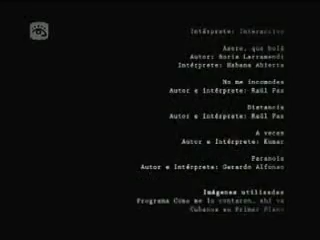 Intérprete: Interactivo
Asere, que bolá
Autor: Boris Larramendi
Intérprete: Habana Abierta
No me incomodes
Autor e Intérprete: Raúl Paz
Distancia
Autor e Intérprete: Raúl Paz
A veces
Autor e Intérprete: Kumar
Paranoia
Autor e Intérprete: Gerardo Alfonso
Imágenes utilizadas
Programa Como me lo contaron, ahí va
Cubanos en Primer Plano